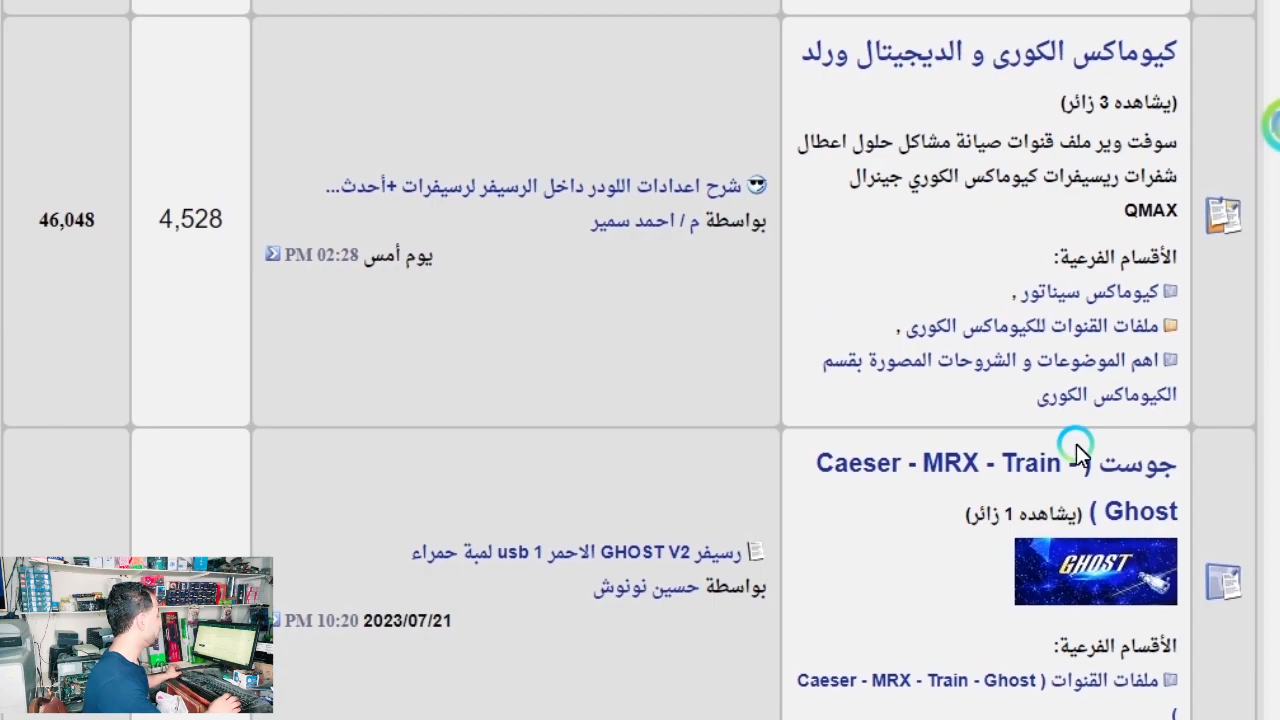 كيوماكس الكورى و الديجيتال ورلد
(يشاهده 3 زائر)
سوفت وير ملف قنوات صيانة مشاكل حلول اعطال
شفرات ريسيفرات كيوماكس الكوري جينرال
QMAX
الأقسام الفرعية:
كيوماكس سيناتور ,
ملفات القنوات للكيوماكس الكورى ,
اهم الموضوعات و الشروحات المصورة بقسم
الكيوماكس الكورى
شرح اعدادات اللودر داخل الرسيفر لرسيفرات +أحدث...
بواسطة م / احمد سمير
يوم أمس 02:28 PM
4,528
46,048
جوست ( Caeser - MRX - Train -
Ghost ) (يشاهده 1 زائر)
GHOST
الأقسام الفرعية:
ملفات القنوات ( Caeser - MRX - Train - Ghost
)
رسيفر GHOST V2 الاحمر 1 usb لمبة حمراء
بواسطة حسين نونوش
2023/07/21 10:20 PM